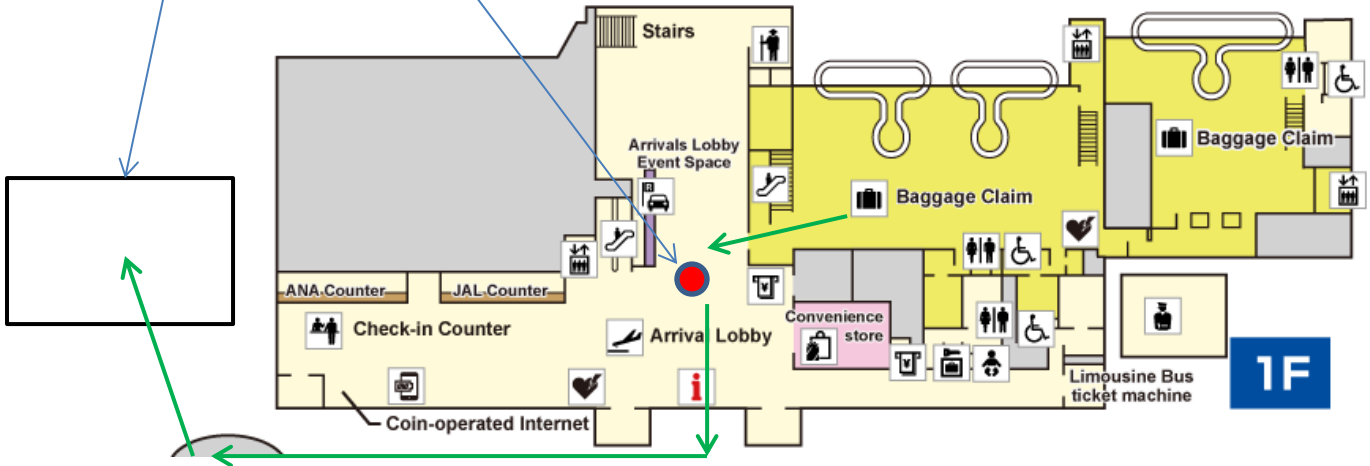 Stairs
Arrivals Lobby
Event Space
Baggage Claim
Baggage Claim
ANA Counter
JAL Counter
Check-in Counter
Arrival Lobby
Convenience
store
Limousine Bus
ticket machine
1F
Coin-operated Internet